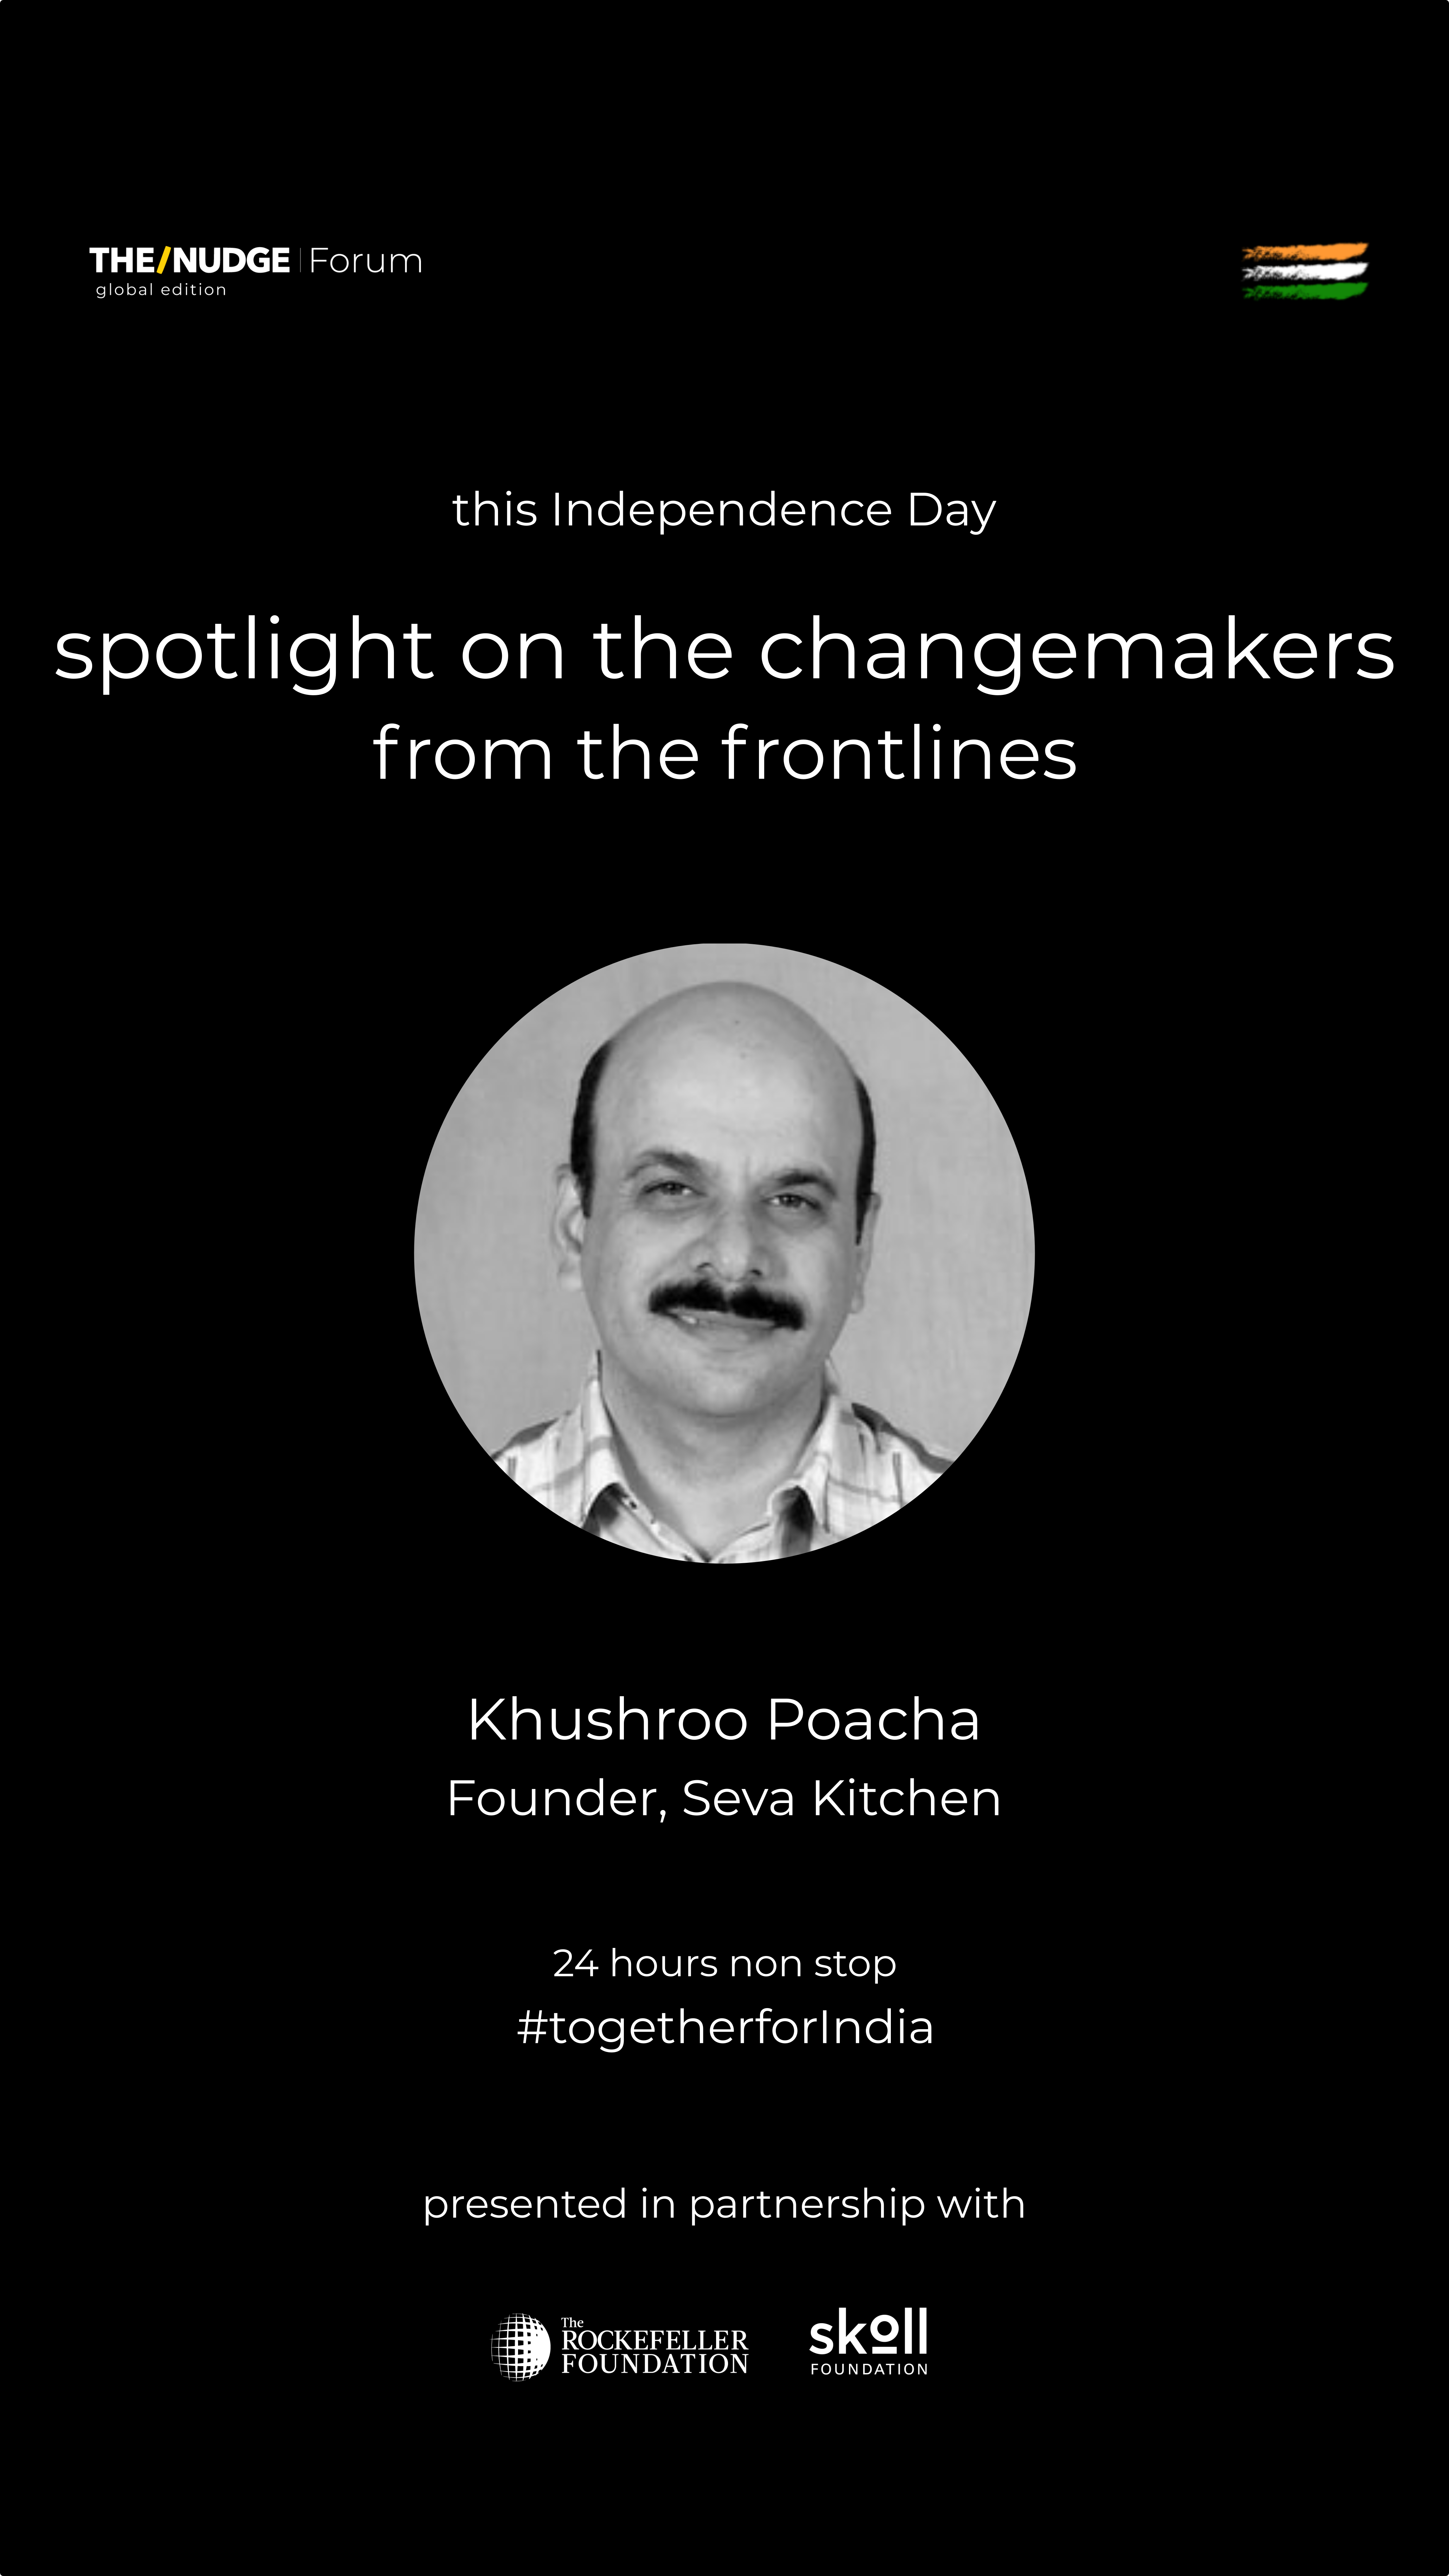 THE/NUDGE | Forum
global edition
this Independence Day
spotlight on the changemakers
from the frontlines
Khushroo Poacha
Founder, Seva Kitchen
24 hours non stop
#togetherforIndia
presented in partnership with
The
ROCKEFELLER
FOUNDATION
skoll
FOUNDATION